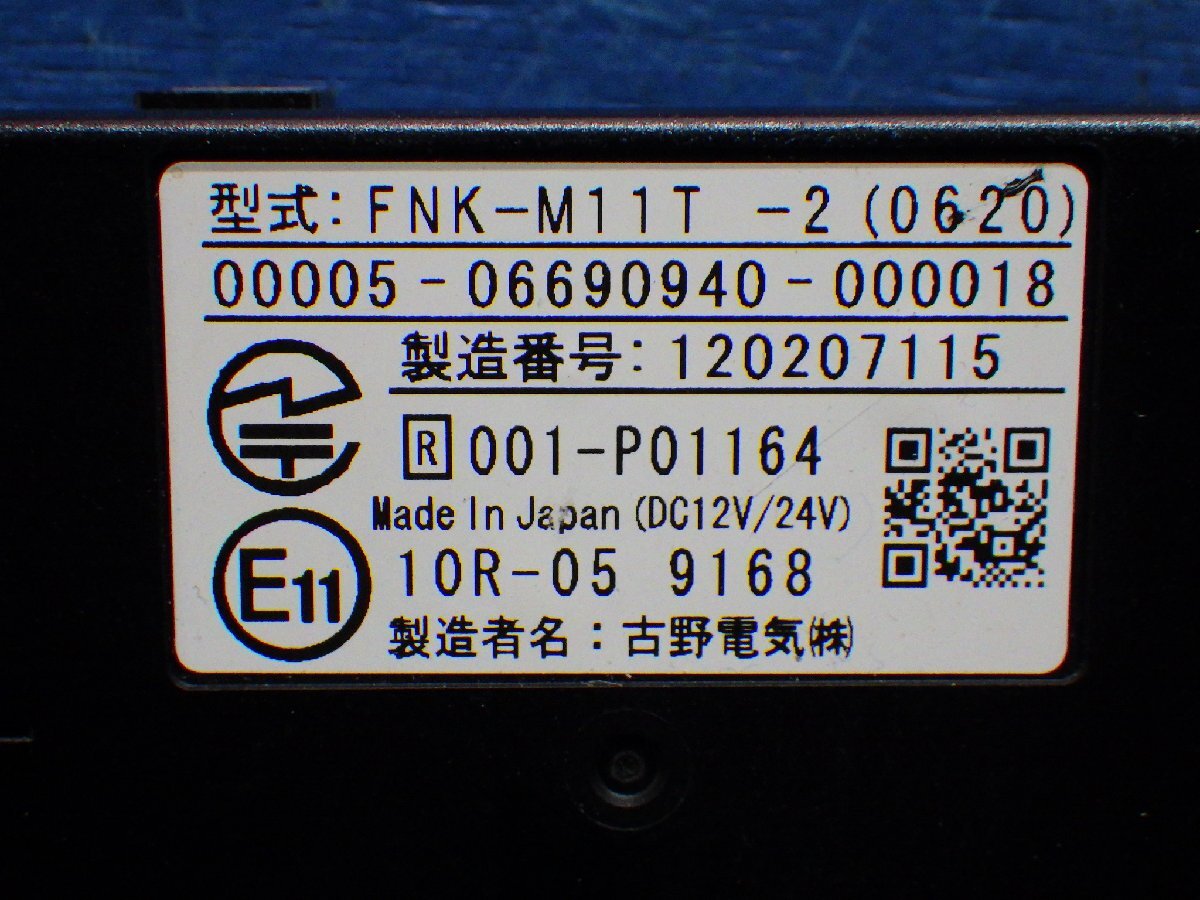 型式：FNK-M11T -2(0620)
00005-06690940-000018
製造番号：120207115
R 001-P01164
Made In Japan (DC12V/24V)
E11 10R-05 9168
製造者名：古野電気㈱